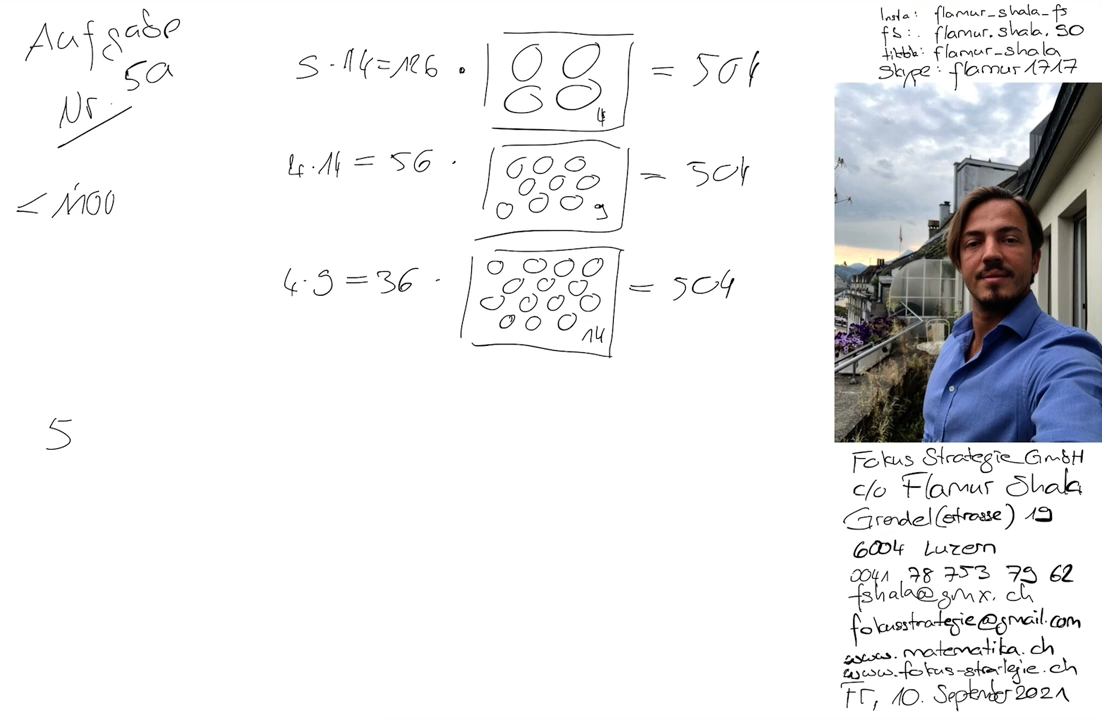 Aufgabe
Nr. 5a
< 1100
9·14=126 · 4 = 504
4·14 = 56 · 9 = 504
4·9 = 36 · 14 = 504
5
Insta: flamur_shala_fs
fs: flamur.shala.90
tiktok: flamur_shala
Skype: flamur1717
Fokus Strategie GmbH
c/o Flamur Shala
Grendel(strasse) 19
6004 Luzern
0041 78 753 79 62
fshala@gmx.ch
fokusstrategie@gmail.com
www.matematika.ch
www.fokus-strategie.ch
FR, 10. September 2021